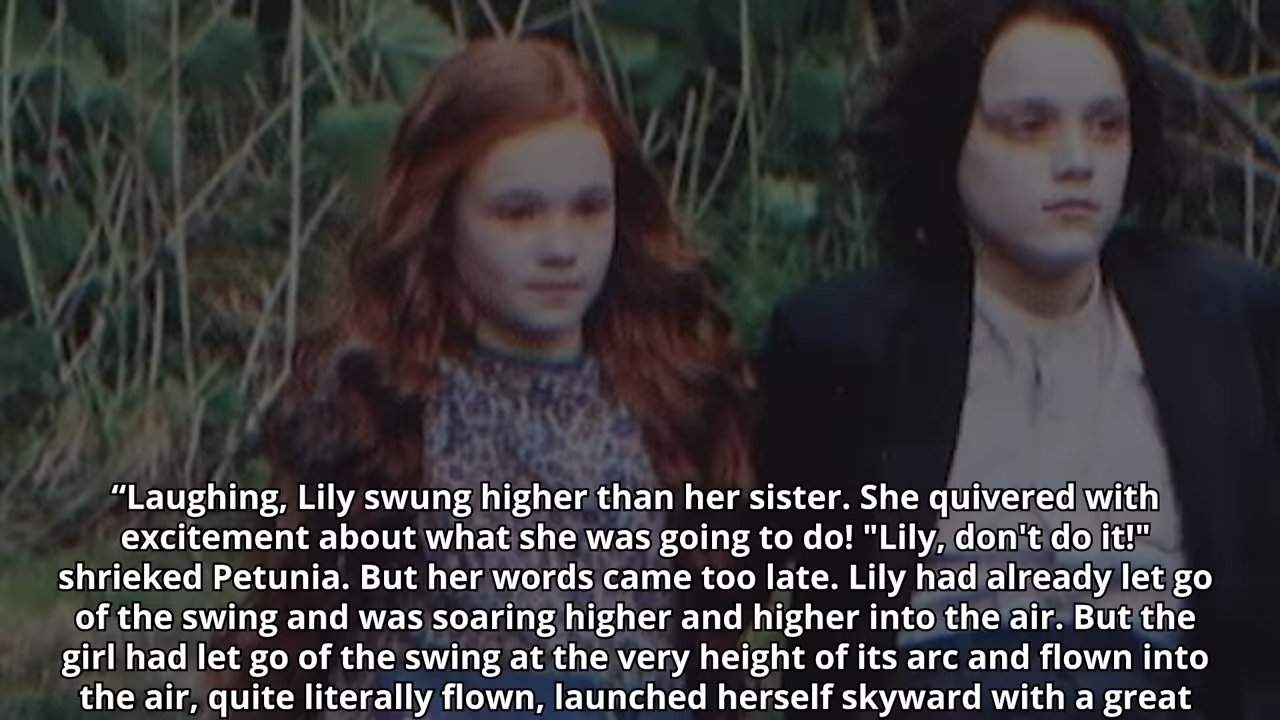 “Laughing, Lily swung higher than her sister. She quivered with
excitement about what she was going to do! "Lily, don't do it!"
shrieked Petunia. But her words came too late. Lily had already let go
of the swing and was soaring higher and higher into the air. But the
girl had let go of the swing at the very height of its arc and flown into
the air, quite literally flown, launched herself skyward with a great